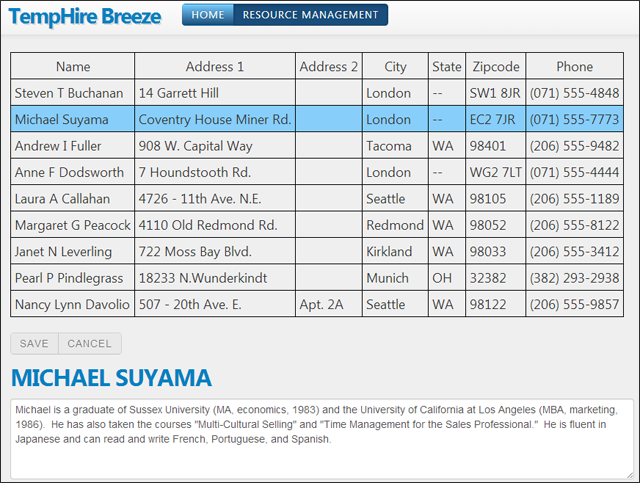 TempHire Breeze HOME RESOURCE MANAGEMENT
Name Address 1 Address 2 City State Zipcode Phone
Steven T Buchanan 14 Garrett Hill London -- SW1 8JR (071) 555-4848
Michael Suyama Coventry House Miner Rd. London -- EC2 7JR (071) 555-7773
Andrew I Fuller 908 W. Capital Way Tacoma WA 98401 (206) 555-9482
Anne F Dodsworth 7 Houndstooth Rd. London -- WG2 7LT (071) 555-4444
Laura A Callahan 4726 - 11th Ave. N.E. Seattle WA 98105 (206) 555-1189
Margaret G Peacock 4110 Old Redmond Rd. Redmond WA 98052 (206) 555-8122
Janet N Leverling 722 Moss Bay Blvd. Kirkland WA 98033 (206) 555-3412
Pearl P Pindlegrass 18233 N.Wunderkindt Munich OH 32382 (382) 293-2938
Nancy Lynn Davolio 507 - 20th Ave. E. Apt. 2A Seattle WA 98122 (206) 555-9857
SAVE CANCEL
MICHAEL SUYAMA
Michael is a graduate of Sussex University (MA, economics, 1983) and the University of California at Los Angeles (MBA, marketing,
1986).  He has also taken the courses "Multi-Cultural Selling" and "Time Management for the Sales Professional."  He is fluent in
Japanese and can read and write French, Portuguese, and Spanish.